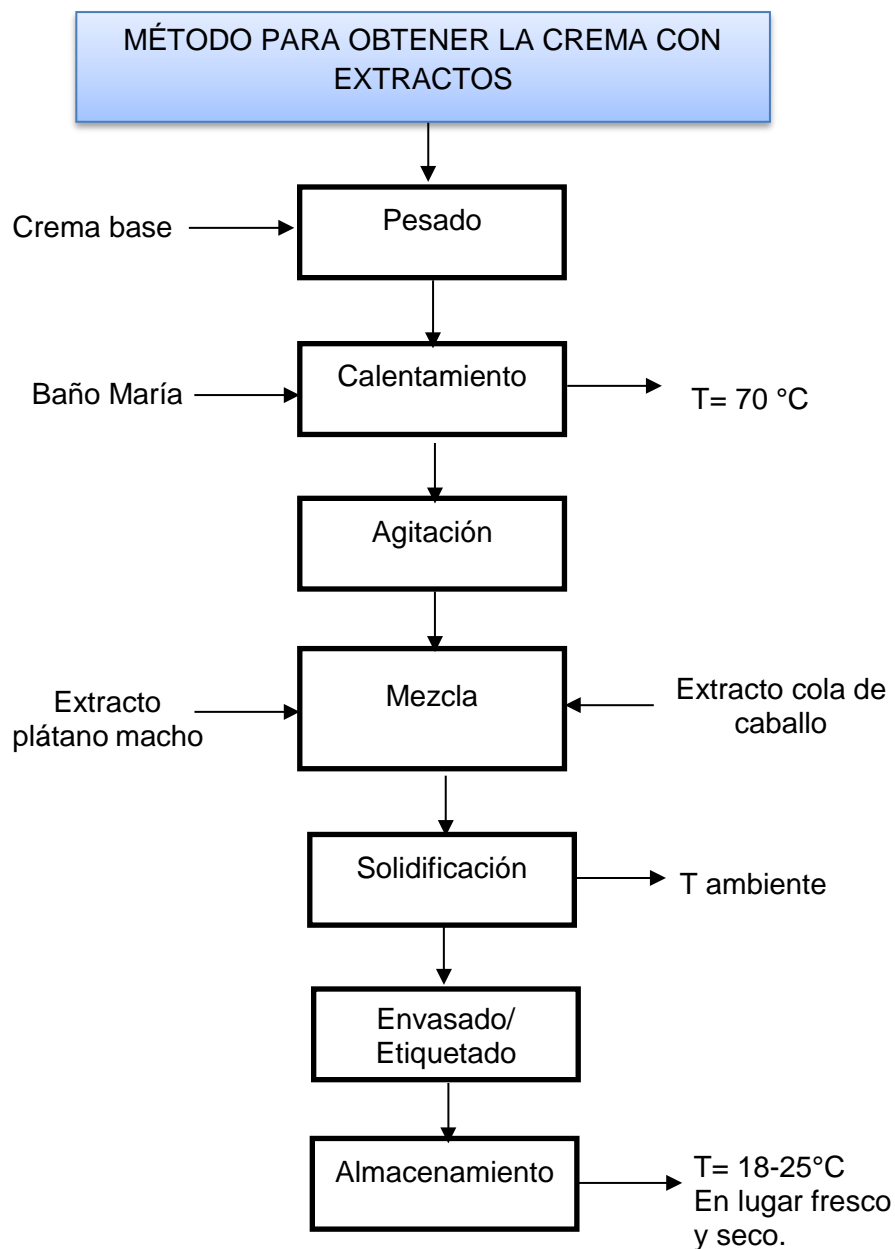 MÉTODO PARA OBTENER LA CREMA CON
EXTRACTOS
Crema base
Pesado
Baño María
Calentamiento
T= 70 °C
Agitación
Extracto
plátano macho
Mezcla
Extracto cola de
caballo
Solidificación
T ambiente
Envasado/
Etiquetado
Almacenamiento
T= 18-25°C
En lugar fresco
y seco.